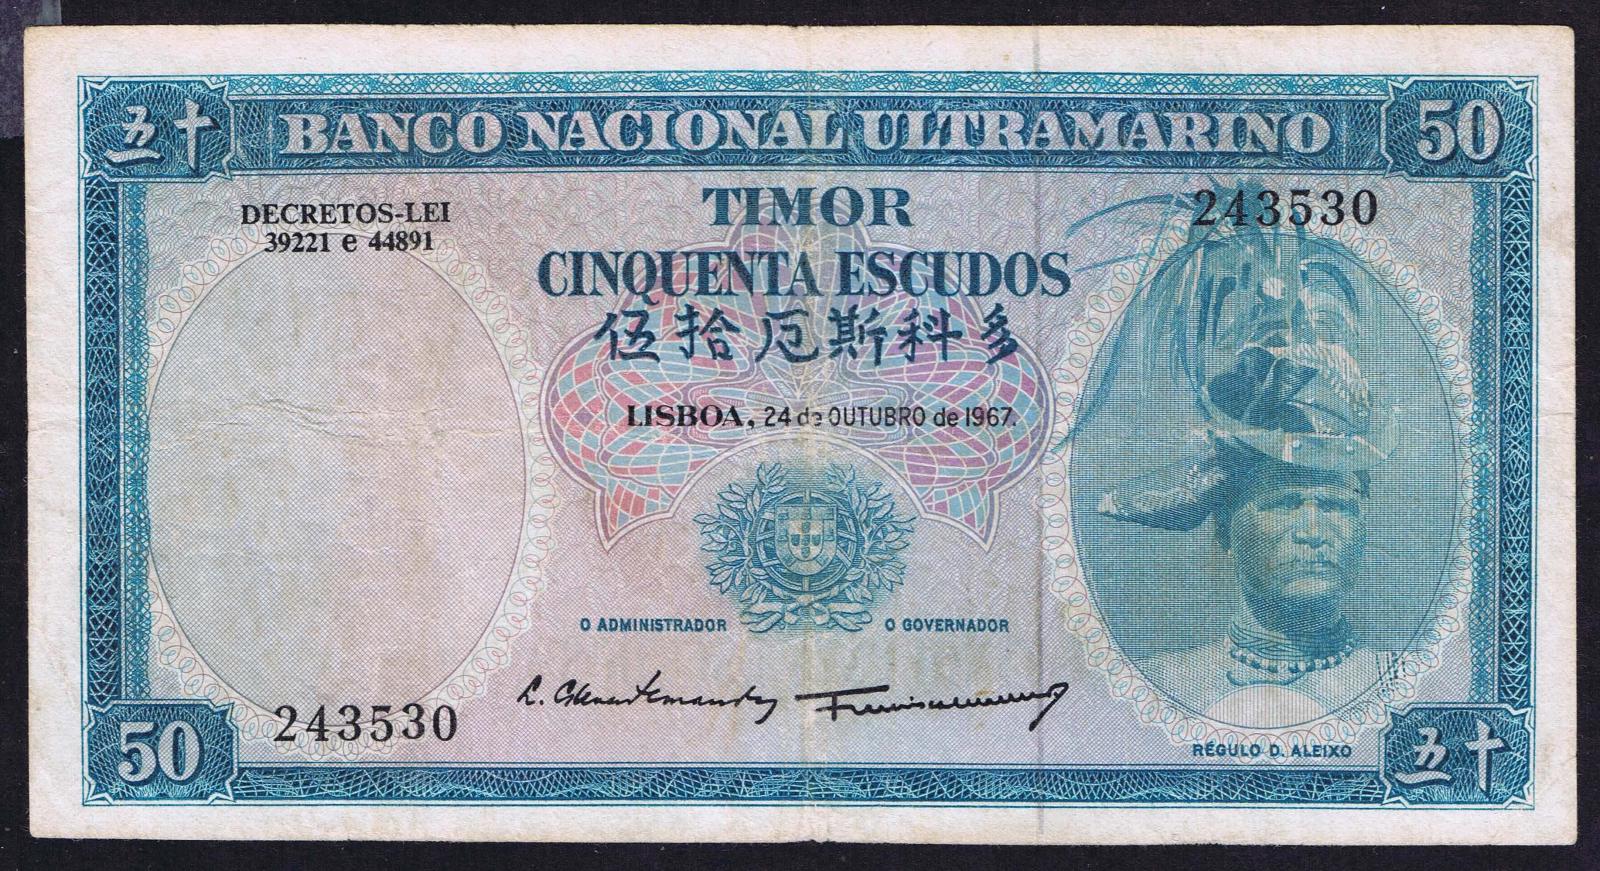 五十 BANCO NACIONAL ULTRAMARINO 50
TIMOR
DECRETOS-LEI
39221 e 44891
243530
CINQUENTA ESCUDOS
伍拾厄斯科多
LISBOA, 24 de OUTUBRO de 1967.
O ADMINISTRADOR
O GOVERNADOR
243530
RÉGULO D. ALEIXO
50
五十